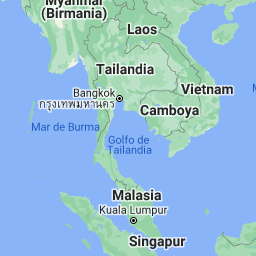 Myanmar
(Birmania)
Laos
Tailandia
Bangkok
กรุงเทพมหานคร
Vietnam
Camboya
Mar de Burma
Golfo de
Tailandia
Malasia
Kuala Lumpur
Singapur